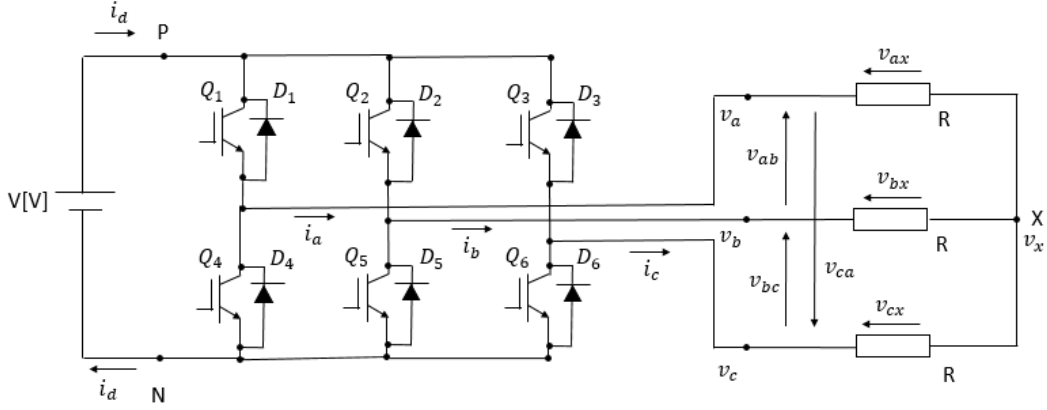 i_d
P
Q_1 D_1 Q_2 D_2 Q_3 D_3
v_ax
R
v_a
v_ab
V[V]
v_bx
i_a i_b i_c
v_b
R
X
v_x
Q_4 D_4 Q_5 D_5 Q_6 D_6
v_bc
v_ca
v_cx
R
v_c
i_d
N